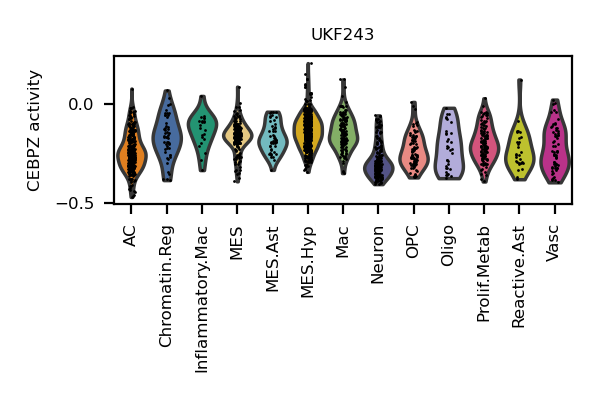 UKF243
CEBPZ activity
0.0
−0.5
AC
Chromatin.Reg
Inflammatory.Mac
MES
MES.Ast
MES.Hyp
Mac
Neuron
OPC
Oligo
Prolif.Metab
Reactive.Ast
Vasc